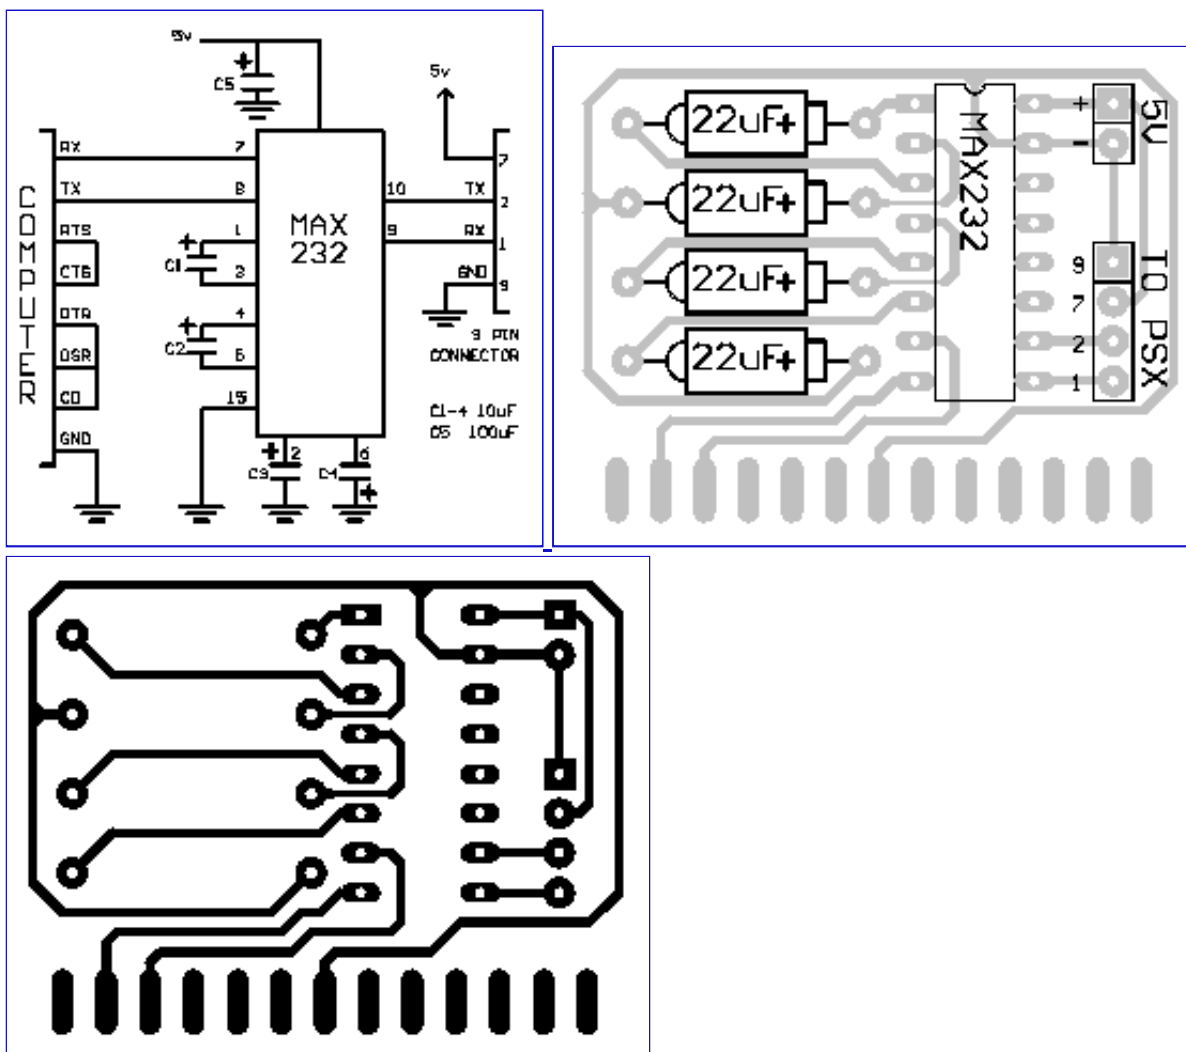 5v
C5
5v
COMPUTER
RX
TX
RTS
CTS
DTR
DSR
CD
GND
7
8
1
3
4
5
15
C1
C2
MAX
232
10
9
TX
RX
GND
7
2
1
9
9 PIN
CONNECTOR
C1-4 10uF
C5 100uF
C3
2
C4
6
22uF+
22uF+
22uF+
22uF+
MAX232
+
-
5V
9
7
2
1
TO PSX